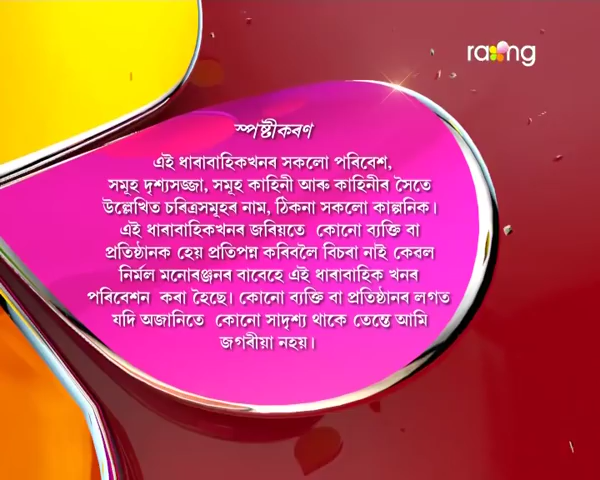 rang
স্পষ্টীকৰণ
এই ধাৰাবাহিকখনৰ সকলো পৰিবেশ,
সমূহ দৃশ্যসজ্জা, সমূহ কাহিনী আৰু কাহিনীৰ সৈতে
উল্লেখিত চৰিত্ৰসমূহৰ নাম, ঠিকনা সকলো কাল্পনিক।
এই ধাৰাবাহিকখনৰ জৰিয়তে কোনো ব্যক্তি বা
প্ৰতিষ্ঠানক হেয় প্ৰতিপন্ন কৰিবলৈ বিচৰা নাই কেবল
নিৰ্মল মনোৰঞ্জনৰ বাবেহে এই ধাৰাবাহিক খনৰ
পৰিবেশন কৰা হৈছে। কোনো ব্যক্তি বা প্ৰতিষ্ঠানৰ লগত
যদি অজানিতে কোনো সাদৃশ্য থাকে তেন্তে আমি
জগৰীয়া নহয়।